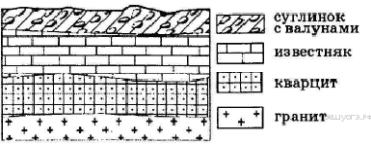 суглинок
с валунами
известняк
кварцит
гранит